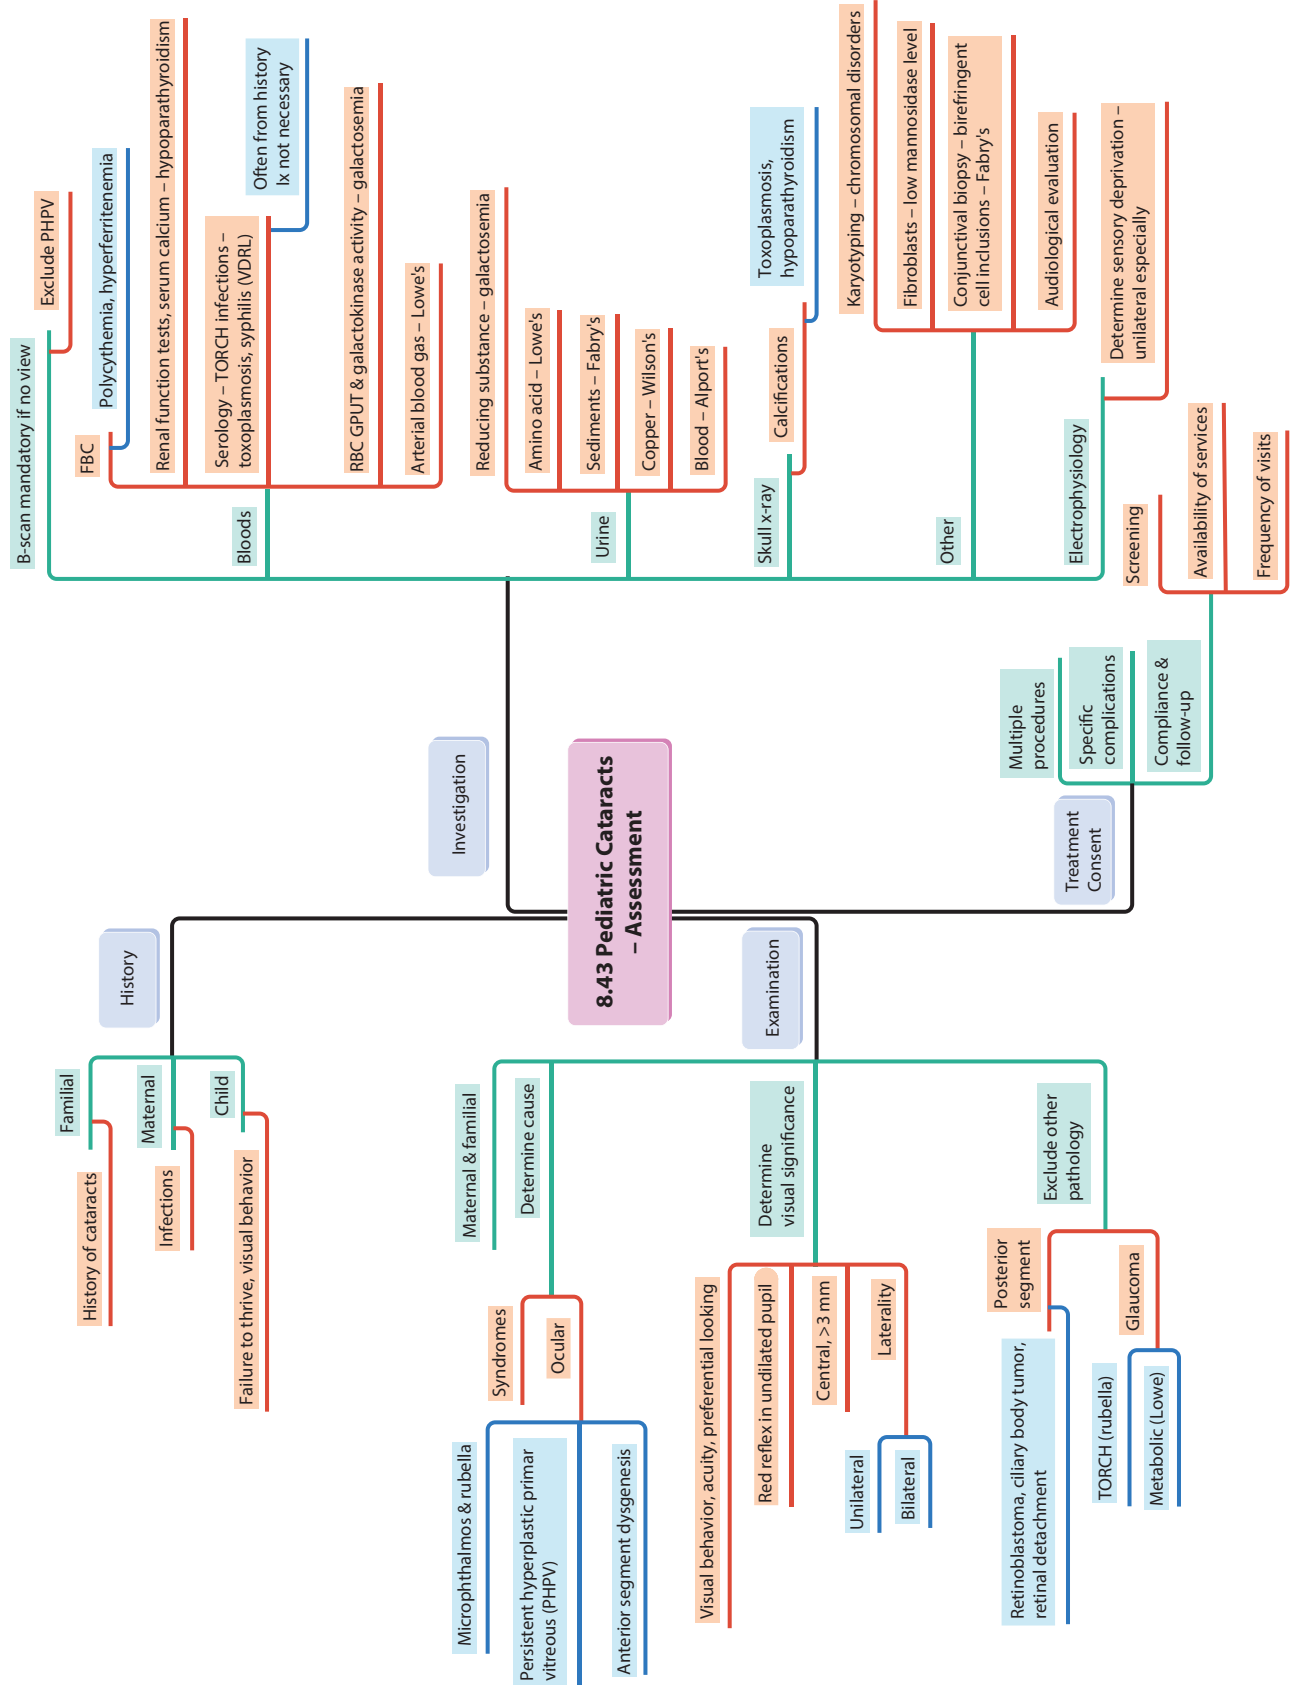 8.43 Pediatric Cataracts
– Assessment
History
Familial
History of cataracts
Maternal
Infections
Child
Failure to thrive, visual behavior
Examination
Maternal & familial
Determine cause
Syndromes
Ocular
Microphthalmos & rubella
Persistent hyperplastic primar
vitreous (PHPV)
Anterior segment dysgenesis
Determine
visual significance
Visual behavior, acuity, preferential looking
Red reflex in undilated pupil
Central, >3 mm
Laterality
Unilateral
Bilateral
Exclude other
pathology
Posterior
segment
Retinoblastoma, ciliary body tumor,
retinal detachment
Glaucoma
TORCH (rubella)
Metabolic (Lowe)
Investigation
B-scan mandatory if no view
Exclude PHPV
Bloods
FBC
Polycythemia, hyperferritenemia
Renal function tests, serum calcium – hypoparathyroidism
Serology – TORCH infections –
toxoplasmosis, syphilis (VDRL)
Often from history
Ix not necessary
RBC GPUT & galactokinase activity – galactosemia
Arterial blood gas – Lowe's
Urine
Reducing substance – galactosemia
Amino acid – Lowe's
Sediments – Fabry's
Copper – Wilson's
Blood – Alport's
Skull x-ray
Calcifications
Toxoplasmosis,
hypoparathyroidism
Other
Karyotyping – chromosomal disorders
Fibroblasts – low mannosidase level
Conjunctival biopsy – birefringent
cell inclusions – Fabry's
Audiological evaluation
Electrophysiology
Determine sensory deprivation –
unilateral especially
Treatment
Consent
Multiple
procedures
Specific
complications
Compliance &
follow-up
Screening
Availability of services
Frequency of visits